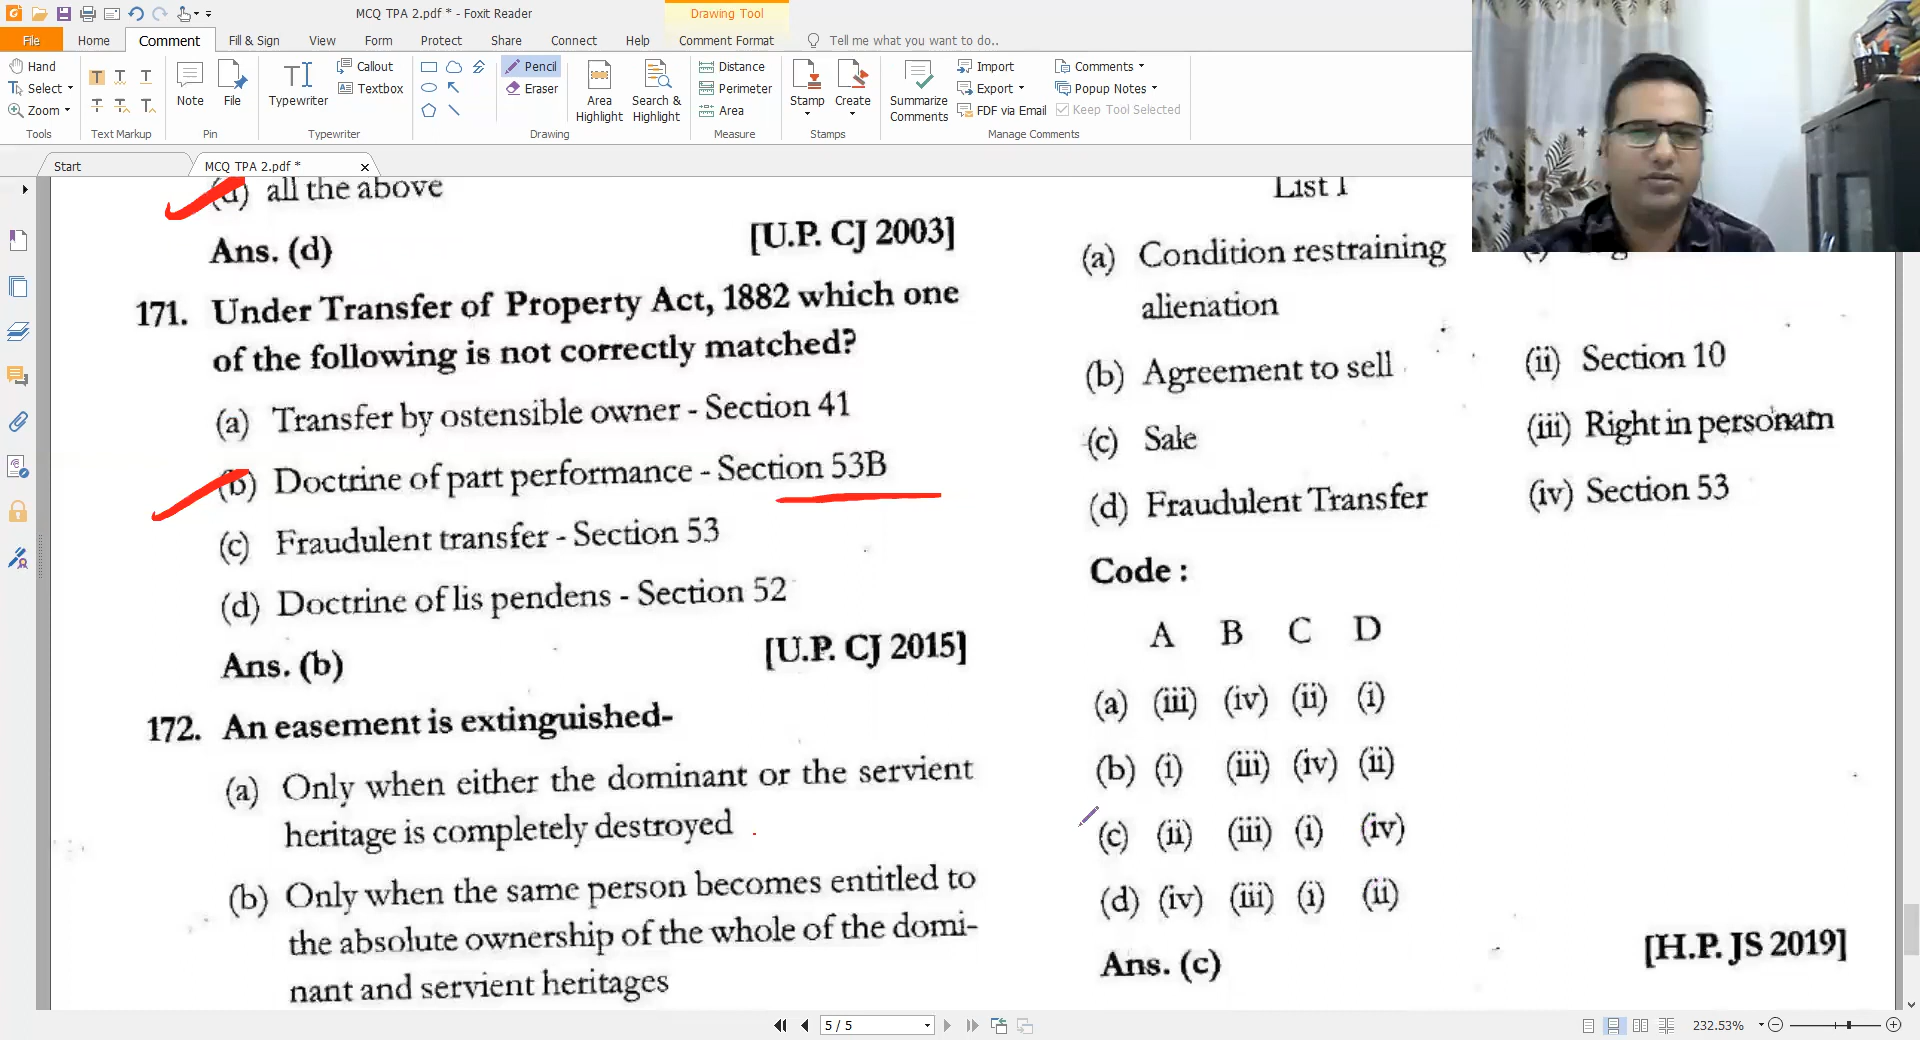 MCQ TPA 2.pdf * - Foxit Reader
Drawing Tool
File Home Comment Fill & Sign View Form Protect Share Connect Help Comment Format Tell me what you want to do..
Hand
Select
Zoom
Tools
Text Markup
Note
File
Pin
Typewriter
Callout
Textbox
Typewriter
Pencil
Eraser
Drawing
Area Highlight
Search & Highlight
Distance
Perimeter
Area
Measure
Stamp
Create
Stamps
Summarize Comments
Import
Export
FDF via Email
Comments
Popup Notes
Keep Tool Selected
Manage Comments
Start
MCQ TPA 2.pdf *
(d) all the above
Ans. (d) [U.P. CJ 2003]
171. Under Transfer of Property Act, 1882 which one
of the following is not correctly matched?
(a) Transfer by ostensible owner - Section 41
(b) Doctrine of part performance - Section 53B
(c) Fraudulent transfer - Section 53
(d) Doctrine of lis pendens - Section 52
Ans. (b) [U.P. CJ 2015]
172. An easement is extinguished-
(a) Only when either the dominant or the servient
heritage is completely destroyed
(b) Only when the same person becomes entitled to
the absolute ownership of the whole of the domi-
nant and servient heritages
List I
(a) Condition restraining
alienation
(b) Agreement to sell (ii) Section 10
(c) Sale (iii) Right in personam
(d) Fraudulent Transfer (iv) Section 53
Code :
A B C D
(a) (iii) (iv) (ii) (i)
(b) (i) (iii) (iv) (ii)
(c) (ii) (iii) (i) (iv)
(d) (iv) (iii) (i) (ii)
Ans. (c) [H.P. JS 2019]
5 / 5
232.53%